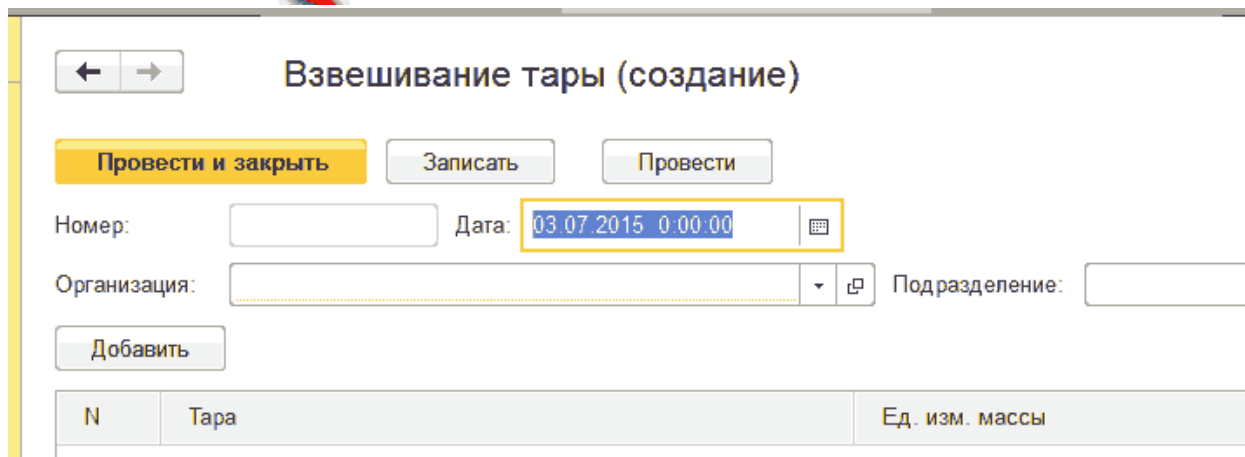 Взвешивание тары (создание)
Провести и закрыть Записать Провести
Номер: Дата: 03.07.2015 0:00:00
Организация: Подразделение:
Добавить
N Тара Ед. изм. массы